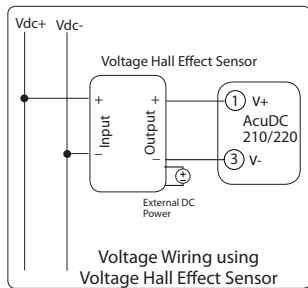 Vdc+ Vdc-
Voltage Hall Effect Sensor
+ Input -
+ Output -
1 V+
AcuDC
210/220
3 V-
±
External DC
Power
Voltage Wiring using
Voltage Hall Effect Sensor